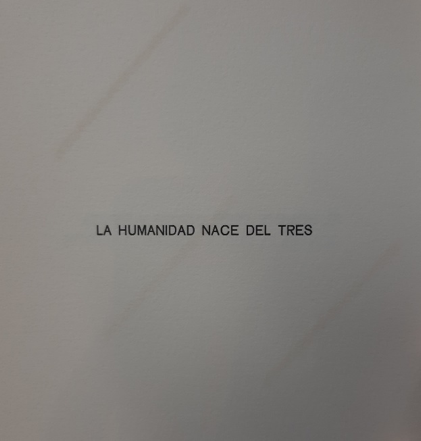 LA HUMANIDAD NACE DEL TRES